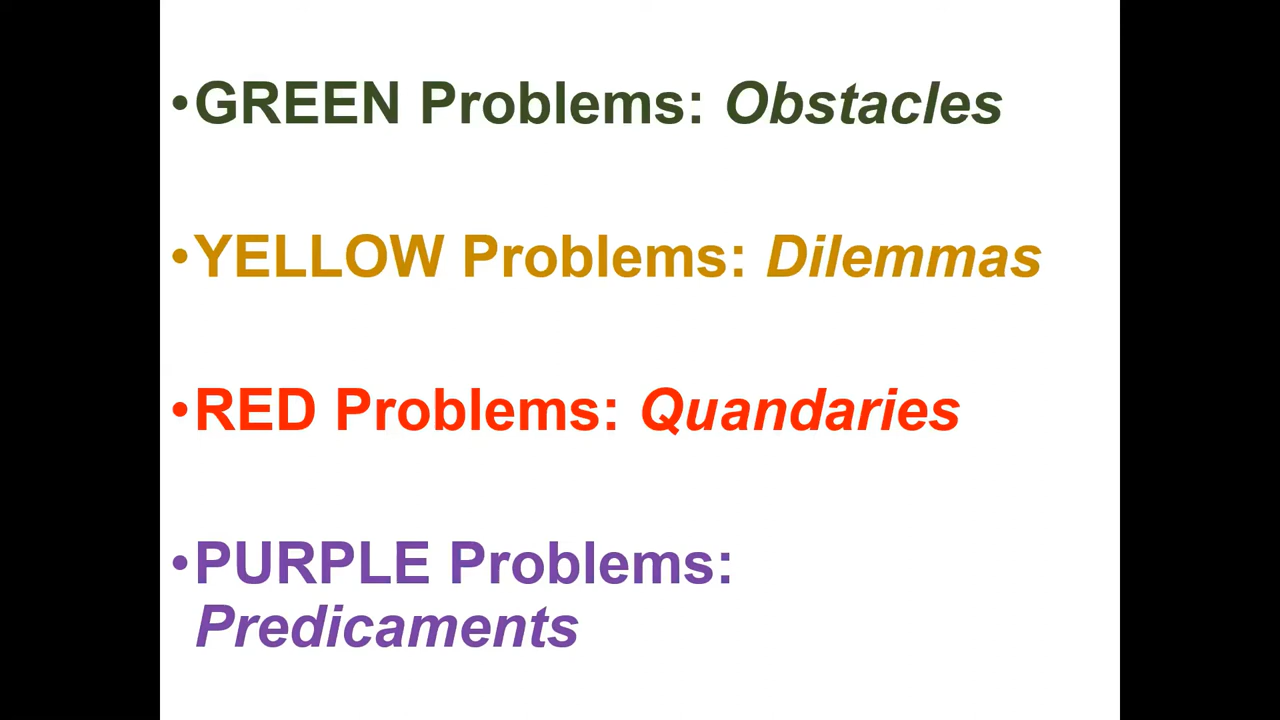 •GREEN Problems: Obstacles
•YELLOW Problems: Dilemmas
•RED Problems: Quandaries
•PURPLE Problems:
Predicaments